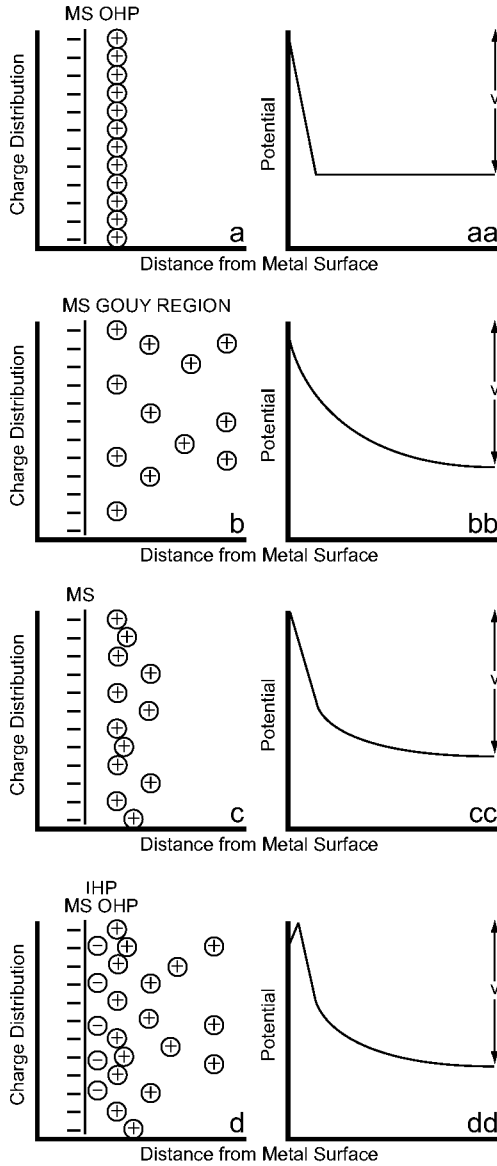 MS OHP
Charge Distribution
a
Potential
v
aa
Distance from Metal Surface
MS GOUY REGION
Charge Distribution
b
Potential
v
bb
Distance from Metal Surface
MS
Charge Distribution
c
Potential
v
cc
Distance from Metal Surface
IHP
MS OHP
Charge Distribution
d
Potential
v
dd
Distance from Metal Surface